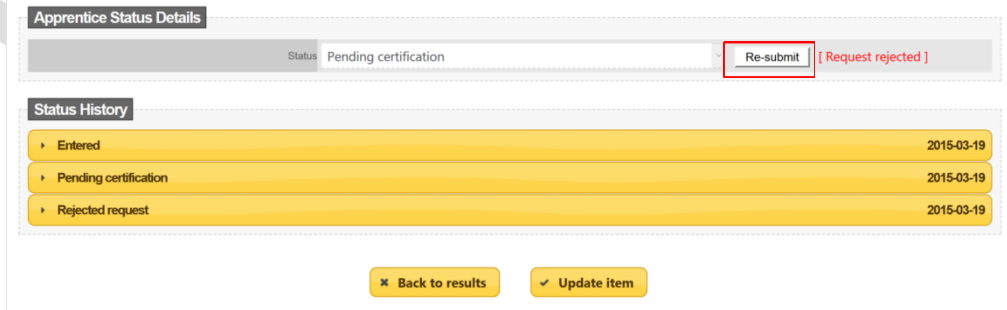 Apprentice Status Details
Status Pending certification Re-submit [ Request rejected ]
Status History
Entered 2015-03-19
Pending certification 2015-03-19
Rejected request 2015-03-19
Back to results Update item